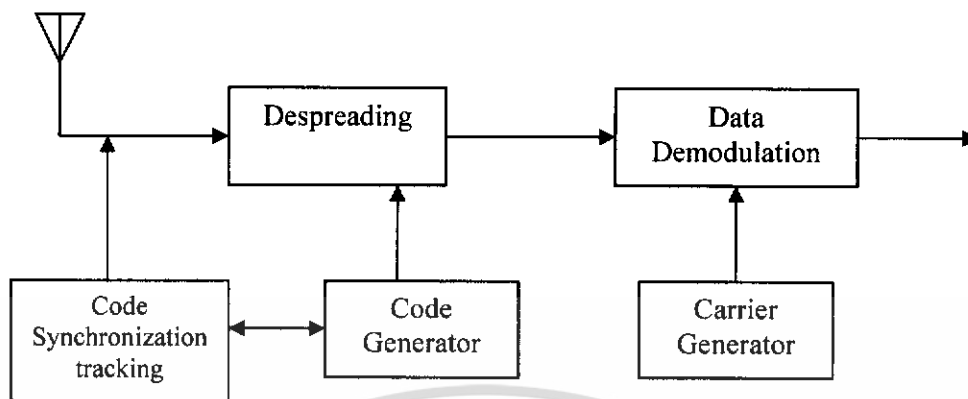 Despreading
Data
Demodulation
Code
Synchronization
tracking
Code
Generator
Carrier
Generator